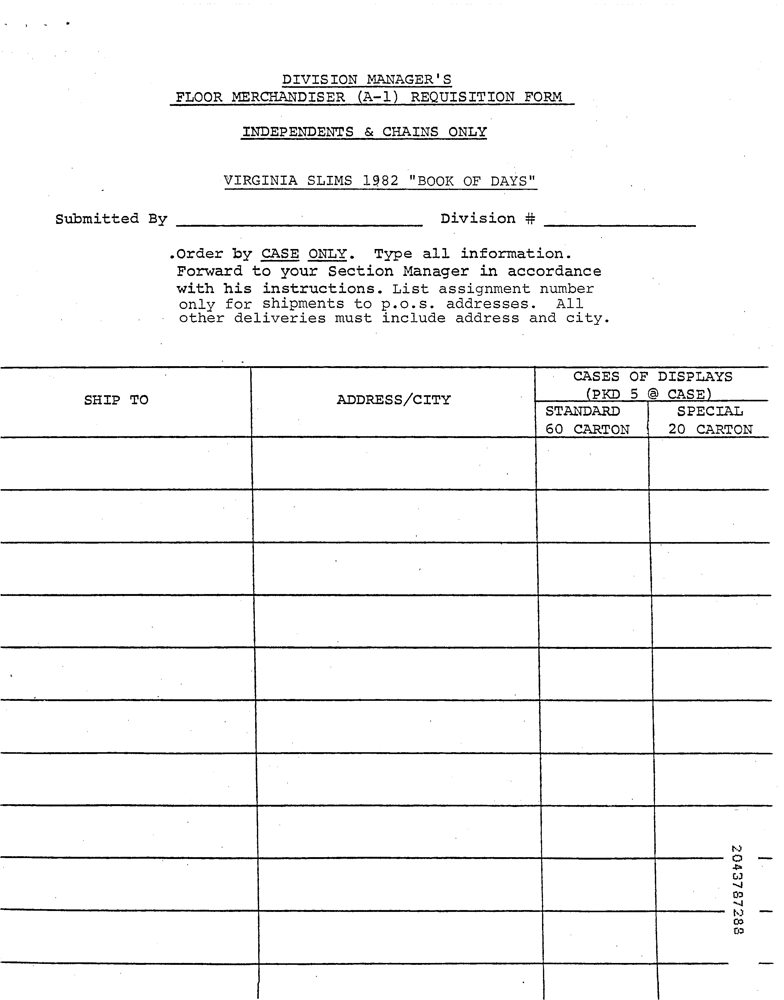 DIVISION MANAGER'S
FLOOR MERCHANDISER (A-1) REQUISITION FORM
INDEPENDENTS & CHAINS ONLY
VIRGINIA SLIMS 1982 "BOOK OF DAYS"
Submitted By Division #
.Order by CASE ONLY. Type all information.
Forward to your Section Manager in accordance
with his instructions. List assignment number
only for shipments to p.o.s. addresses. All
other deliveries must include address and city.
SHIP TO ADDRESS/CITY CASES OF DISPLAYS
(PKD 5 @ CASE)
STANDARD SPECIAL
60 CARTON 20 CARTON
2043787288